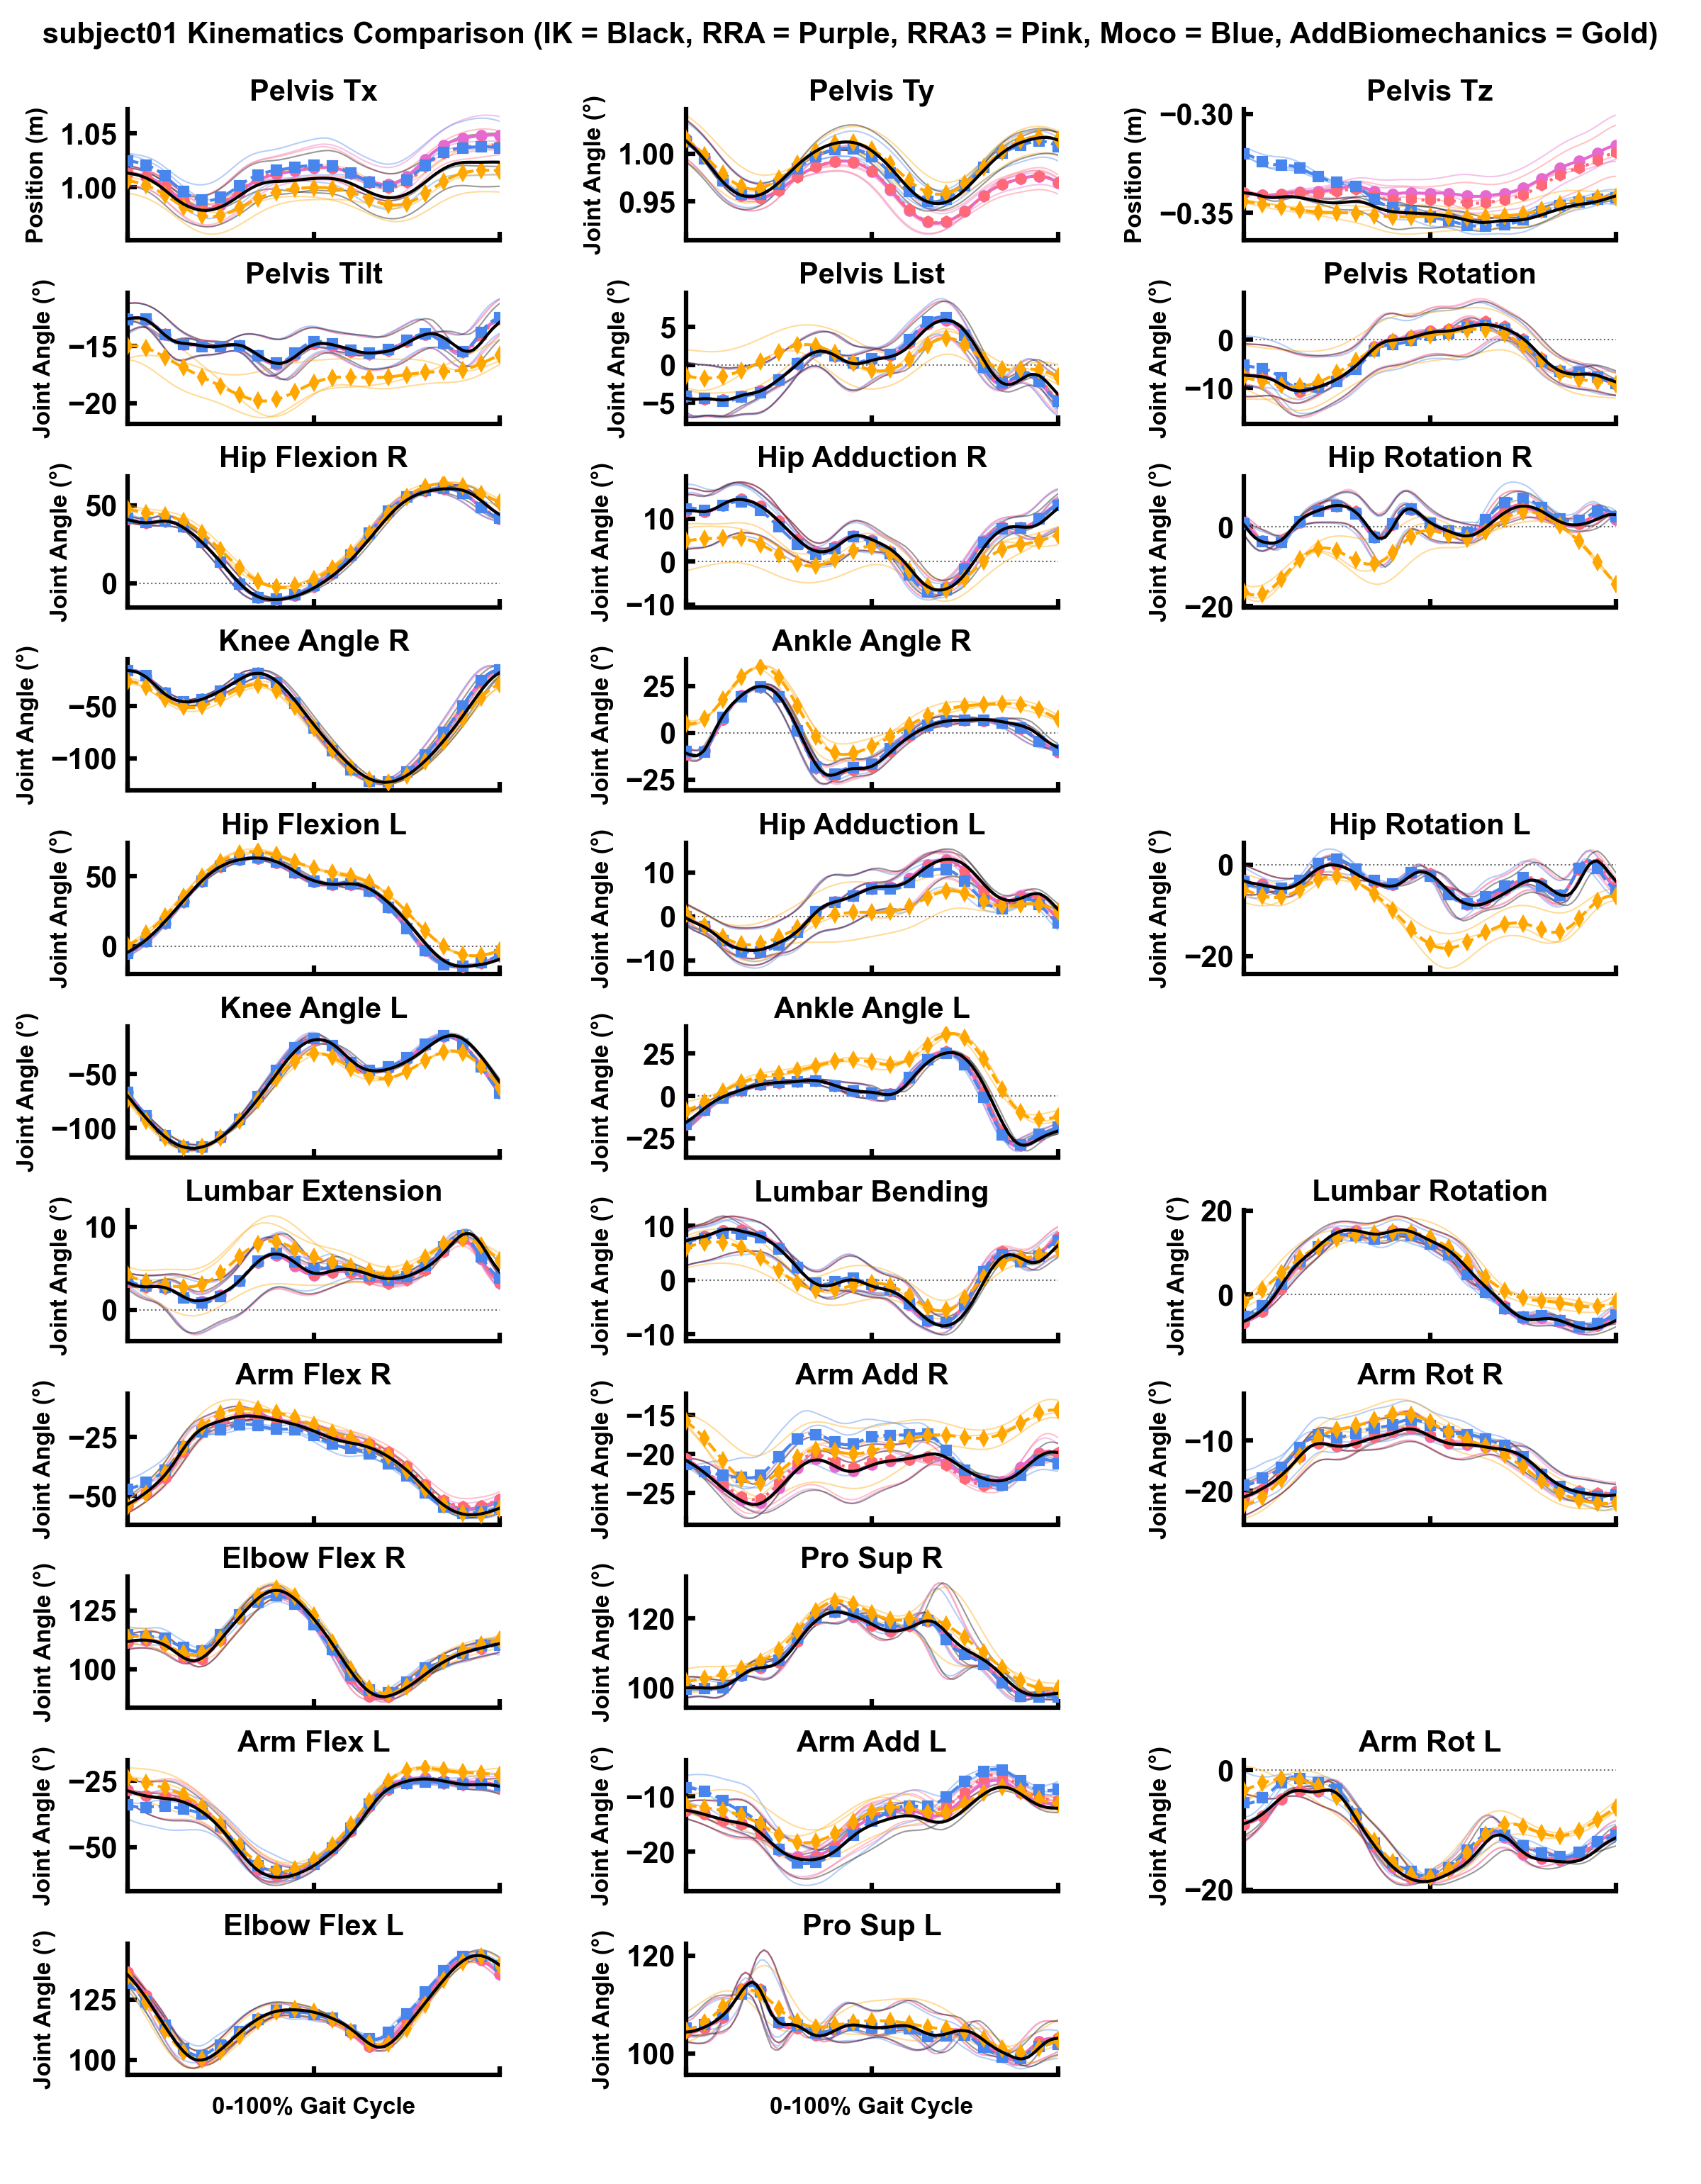 subject01 Kinematics Comparison (IK = Black, RRA = Purple, RRA3 = Pink, Moco = Blue, AddBiomechanics = Gold)
Pelvis Tx
Position (m)
1.05
1.00
Pelvis Ty
Joint Angle (°)
1.00
0.95
Pelvis Tz
Position (m)
−0.30
−0.35
Pelvis Tilt
Joint Angle (°)
−15
−20
Pelvis List
Joint Angle (°)
5
0
−5
Pelvis Rotation
Joint Angle (°)
0
−10
Hip Flexion R
Joint Angle (°)
50
0
Hip Adduction R
Joint Angle (°)
10
0
−10
Hip Rotation R
Joint Angle (°)
0
−20
Knee Angle R
Joint Angle (°)
−50
−100
Ankle Angle R
Joint Angle (°)
25
0
−25
Hip Flexion L
Joint Angle (°)
50
0
Hip Adduction L
Joint Angle (°)
10
0
−10
Hip Rotation L
Joint Angle (°)
0
−20
Knee Angle L
Joint Angle (°)
−50
−100
Ankle Angle L
Joint Angle (°)
25
0
−25
Lumbar Extension
Joint Angle (°)
10
0
Lumbar Bending
Joint Angle (°)
10
0
−10
Lumbar Rotation
Joint Angle (°)
20
0
Arm Flex R
Joint Angle (°)
−25
−50
Arm Add R
Joint Angle (°)
−15
−20
−25
Arm Rot R
Joint Angle (°)
−10
−20
Elbow Flex R
Joint Angle (°)
125
100
Pro Sup R
Joint Angle (°)
120
100
Arm Flex L
Joint Angle (°)
−25
−50
Arm Add L
Joint Angle (°)
−10
−20
Arm Rot L
Joint Angle (°)
0
−20
Elbow Flex L
Joint Angle (°)
125
100
0-100% Gait Cycle
Pro Sup L
Joint Angle (°)
120
100
0-100% Gait Cycle